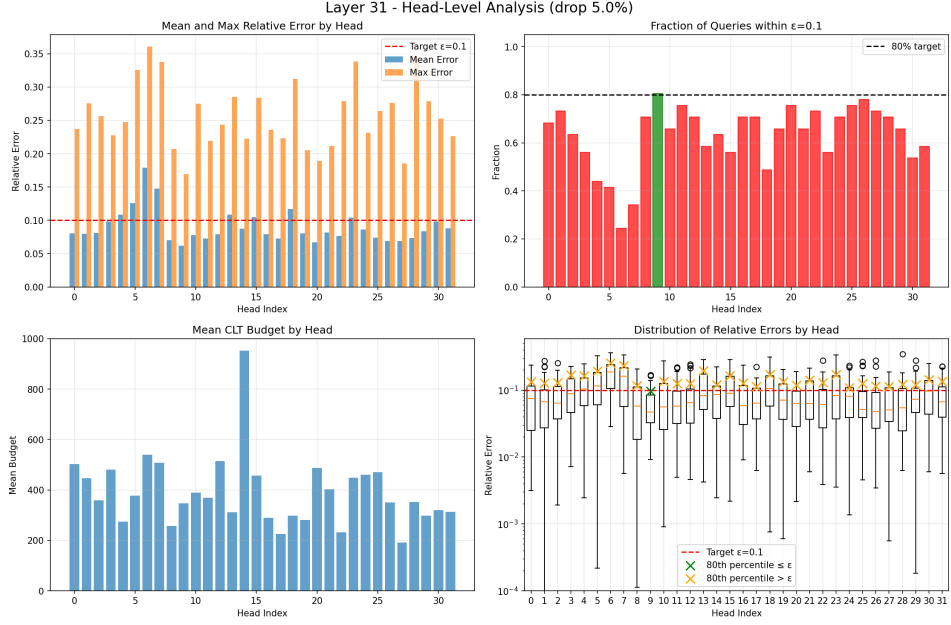 Layer 31 - Head-Level Analysis (drop 5.0%)
Mean and Max Relative Error by Head
Relative Error
0.35
0.30
0.25
0.20
0.15
0.10
0.05
0.00
Target ε=0.1
Mean Error
Max Error
0 5 10 15 20 25 30
Head Index
Fraction of Queries within ε=0.1
Fraction
1.0
0.8
0.6
0.4
0.2
0.0
80% target
0 5 10 15 20 25 30
Head Index
Mean CLT Budget by Head
Mean Budget
1000
800
600
400
200
0
0 5 10 15 20 25 30
Head Index
Distribution of Relative Errors by Head
Relative Error
10⁻¹
10⁻²
10⁻³
10⁻⁴
Target ε=0.1
80th percentile ≤ ε
80th percentile > ε
0 1 2 3 4 5 6 7 8 9 10 11 12 13 14 15 16 17 18 19 20 21 22 23 24 25 26 27 28 29 30 31
Head Index